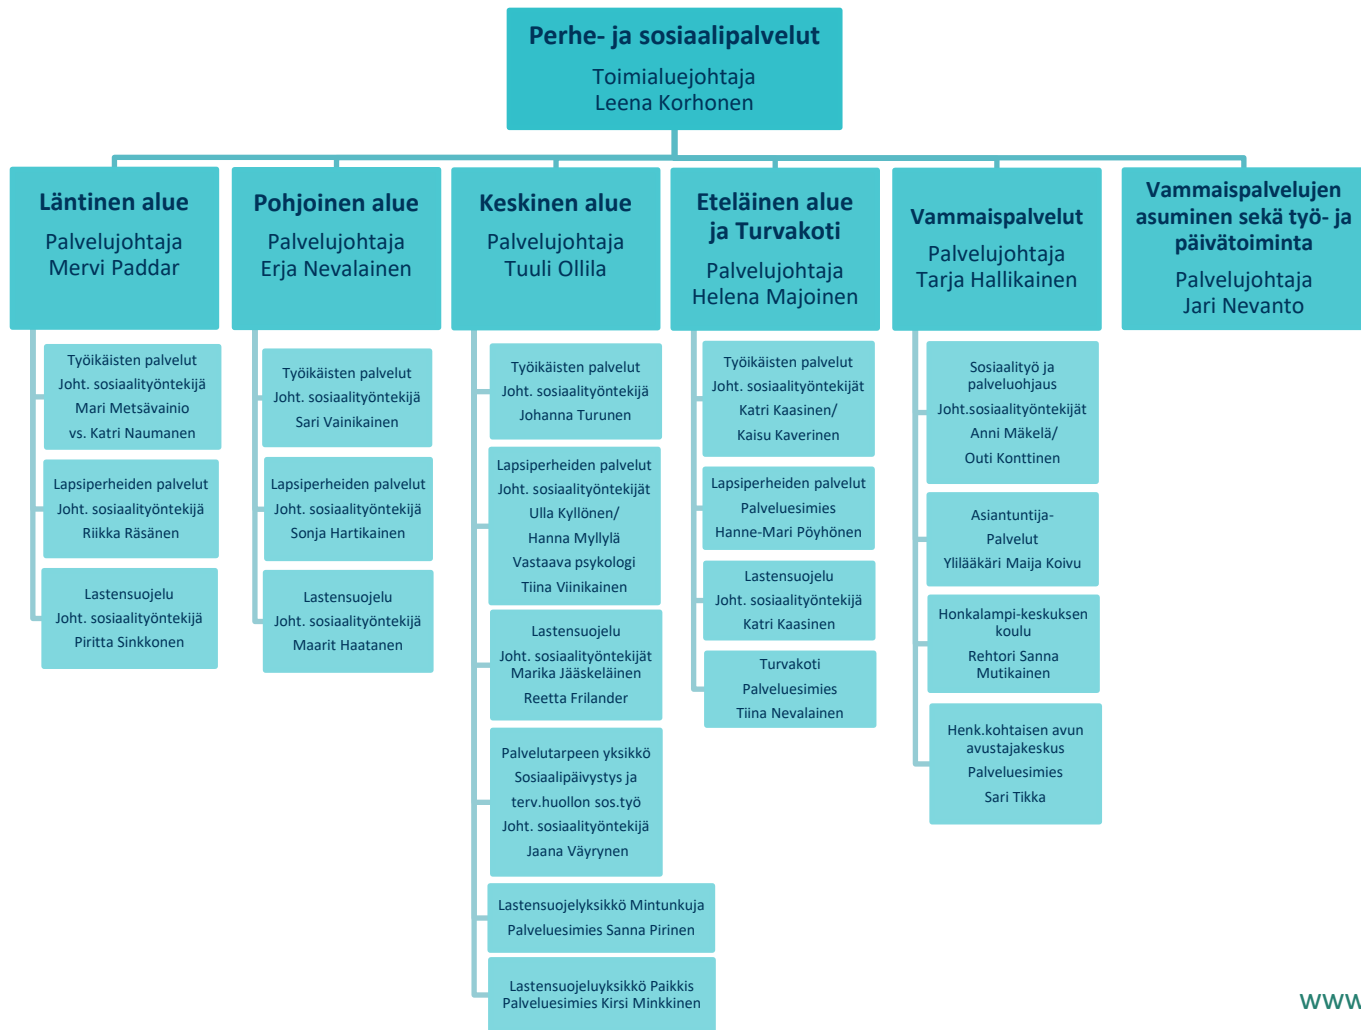 Perhe- ja sosiaalipalvelut
Toimialuejohtaja
Leena Korhonen
Läntinen alue
Palvelujohtaja
Mervi Paddar
Työikäisten palvelut
Joht. sosiaalityöntekijä
Mari Metsävainio
vs. Katri Naumanen
Lapsiperheiden palvelut
Joht. sosiaalityöntekijä
Riikka Räsänen
Lastensuojelu
Joht. sosiaalityöntekijä
Piritta Sinkkonen
Pohjoinen alue
Palvelujohtaja
Erja Nevalainen
Työikäisten palvelut
Joht. sosiaalityöntekijä
Sari Vainikainen
Lapsiperheiden palvelut
Joht. sosiaalityöntekijä
Sonja Hartikainen
Lastensuojelu
Joht. sosiaalityöntekijä
Maarit Haatanen
Keskinen alue
Palvelujohtaja
Tuuli Ollila
Työikäisten palvelut
Joht. sosiaalityöntekijä
Johanna Turunen
Lapsiperheiden palvelut
Joht. sosiaalityöntekijät
Ulla Kyllönen/
Hanna Myllylä
Vastaava psykologi
Tiina Viinikainen
Lastensuojelu
Joht. sosiaalityöntekijät
Marika Jääskeläinen
Reetta Frilander
Palvelutarpeen yksikkö
Sosiaalipäivystys ja
terv.huollon sos.työ
Joht. sosiaalityöntekijä
Jaana Väyrynen
Lastensuojelyksikkö Mintunkuja
Palveluesimies Sanna Pirinen
Lastensuojeluyksikkö Paikkis
Palveluesimies Kirsi Minkkinen
Eteläinen alue
ja Turvakoti
Palvelujohtaja
Helena Majoinen
Työikäisten palvelut
Joht. sosiaalityöntekijät
Katri Kaasinen/
Kaisu Kaverinen
Lapsiperheiden palvelut
Palveluesimies
Hanne-Mari Pöyhönen
Lastensuojelu
Joht. sosiaalityöntekijä
Katri Kaasinen
Turvakoti
Palveluesimies
Tiina Nevalainen
Vammaispalvelut
Palvelujohtaja
Tarja Hallikainen
Sosiaalityö ja
palveluohjaus
Joht.sosiaalityöntekijät
Anni Mäkelä/
Outi Konttinen
Asiantuntija-
Palvelut
Ylilääkäri Maija Koivu
Honkalampi-keskuksen
koulu
Rehtori Sanna
Mutikainen
Henk.kohtaisen avun
avustajakeskus
Palveluesimies
Sari Tikka
Vammaispalvelujen
asuminen sekä työ- ja
päivätoiminta
Palvelujohtaja
Jari Nevanto
www